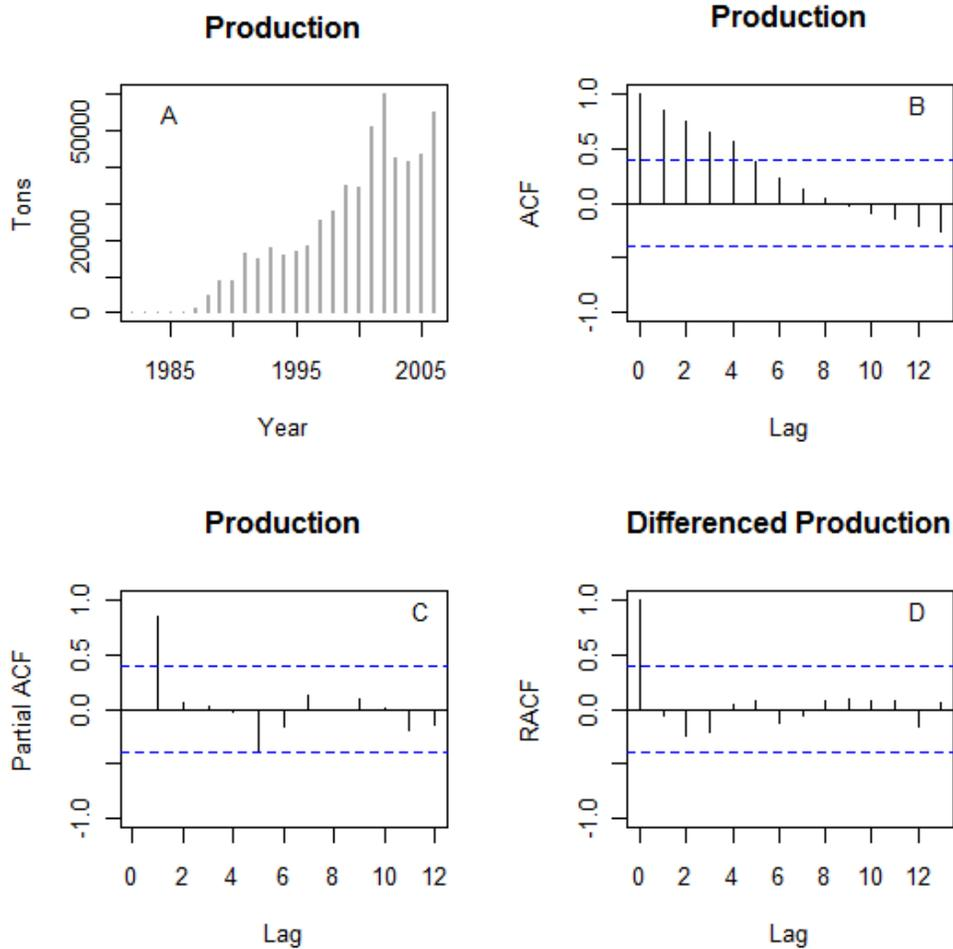 Production
A
Tons
0
20000
50000
1985
1995
2005
Year
Production
B
ACF
-1.0
0.0
0.5
1.0
0
2
4
6
8
10
12
Lag
Production
C
Partial ACF
-1.0
0.0
0.5
1.0
0
2
4
6
8
10
12
Lag
Differenced Production
D
RACF
-1.0
0.0
0.5
1.0
0
2
4
6
8
10
12
Lag